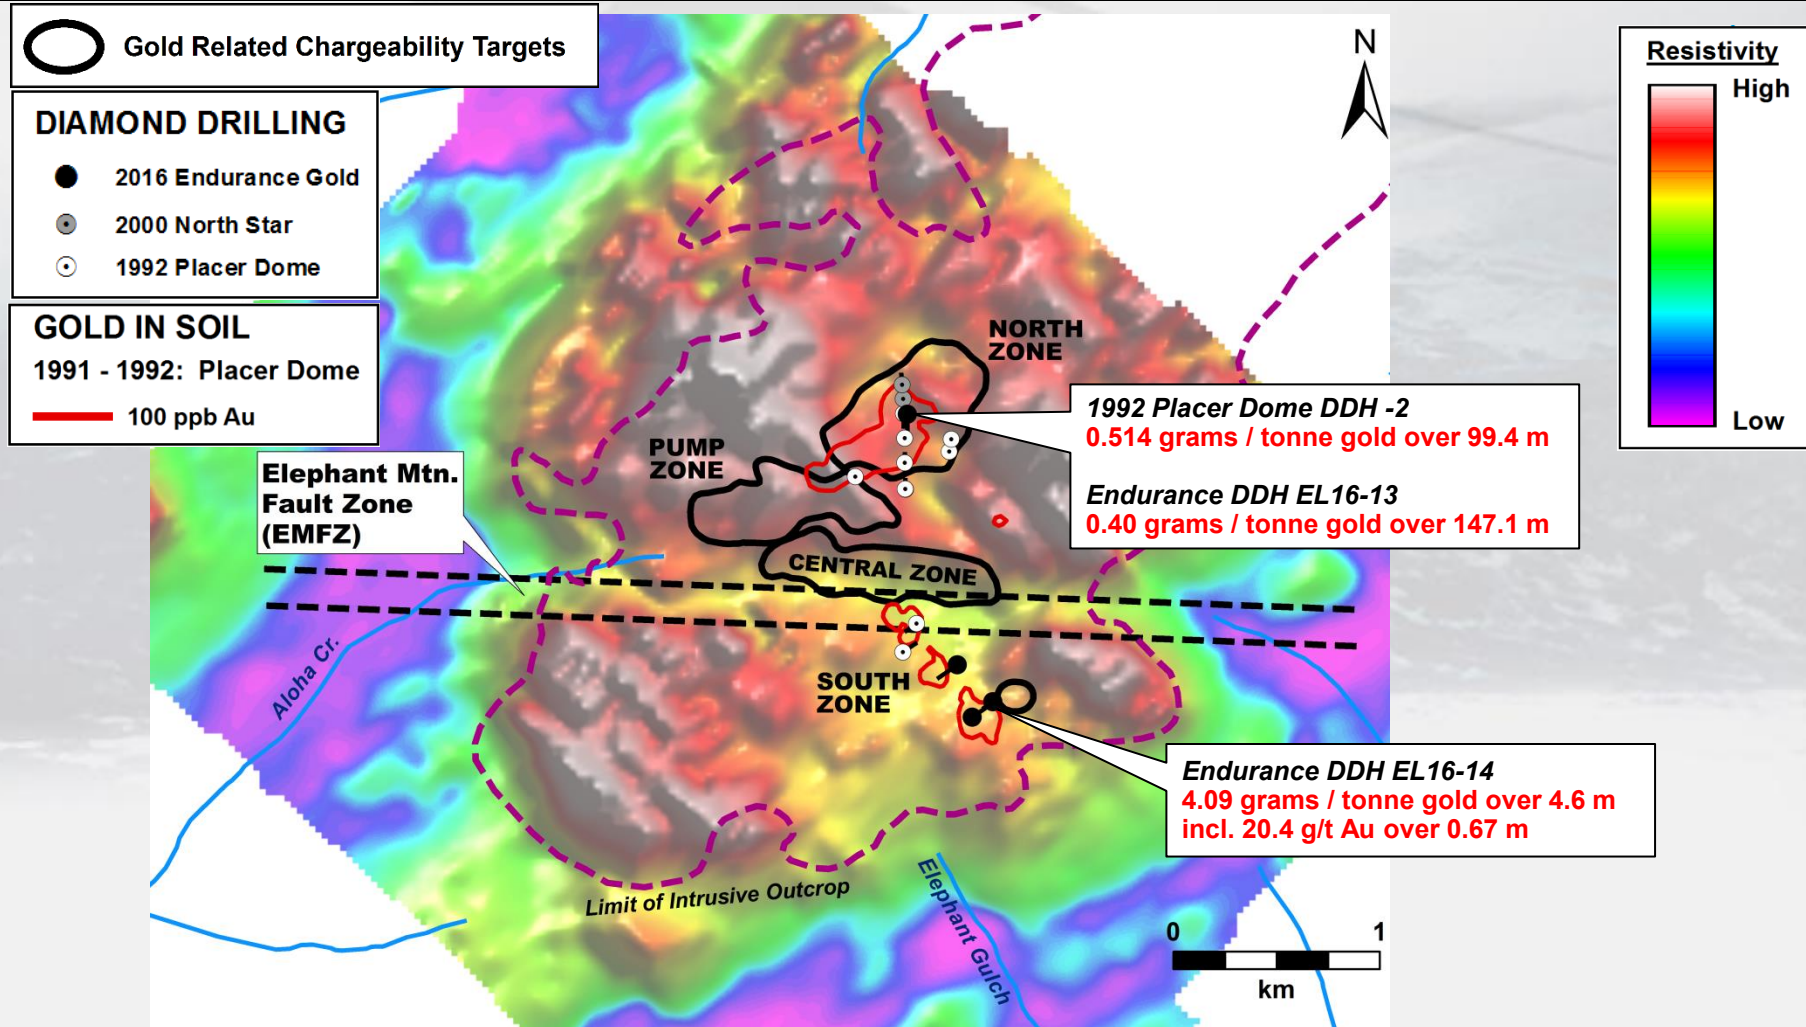 Gold Related Chargeability Targets
DIAMOND DRILLING
2016 Endurance Gold
2000 North Star
1992 Placer Dome
GOLD IN SOIL
1991 - 1992: Placer Dome
100 ppb Au
N
Resistivity
High
Low
NORTH
ZONE
1992 Placer Dome DDH -2
0.514 grams / tonne gold over 99.4 m
Endurance DDH EL16-13
0.40 grams / tonne gold over 147.1 m
PUMP
ZONE
Elephant Mtn.
Fault Zone
(EMFZ)
CENTRAL ZONE
Aloha Cr.
SOUTH
ZONE
Endurance DDH EL16-14
4.09 grams / tonne gold over 4.6 m
incl. 20.4 g/t Au over 0.67 m
Limit of Intrusive Outcrop
Elephant Gulch
0 1
km